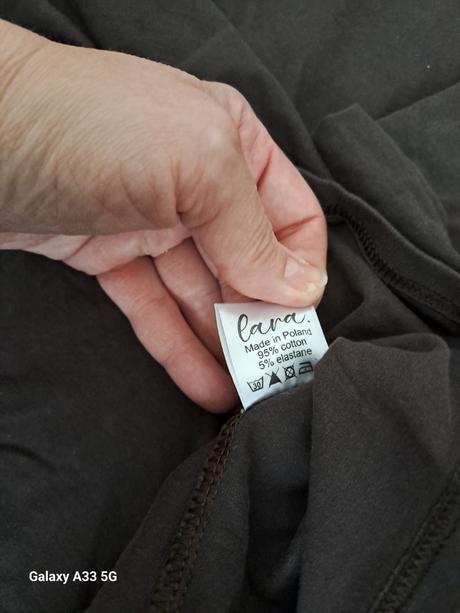 lara.
Made in Poland
95% cotton
5% elastane
30
Galaxy A33 5G